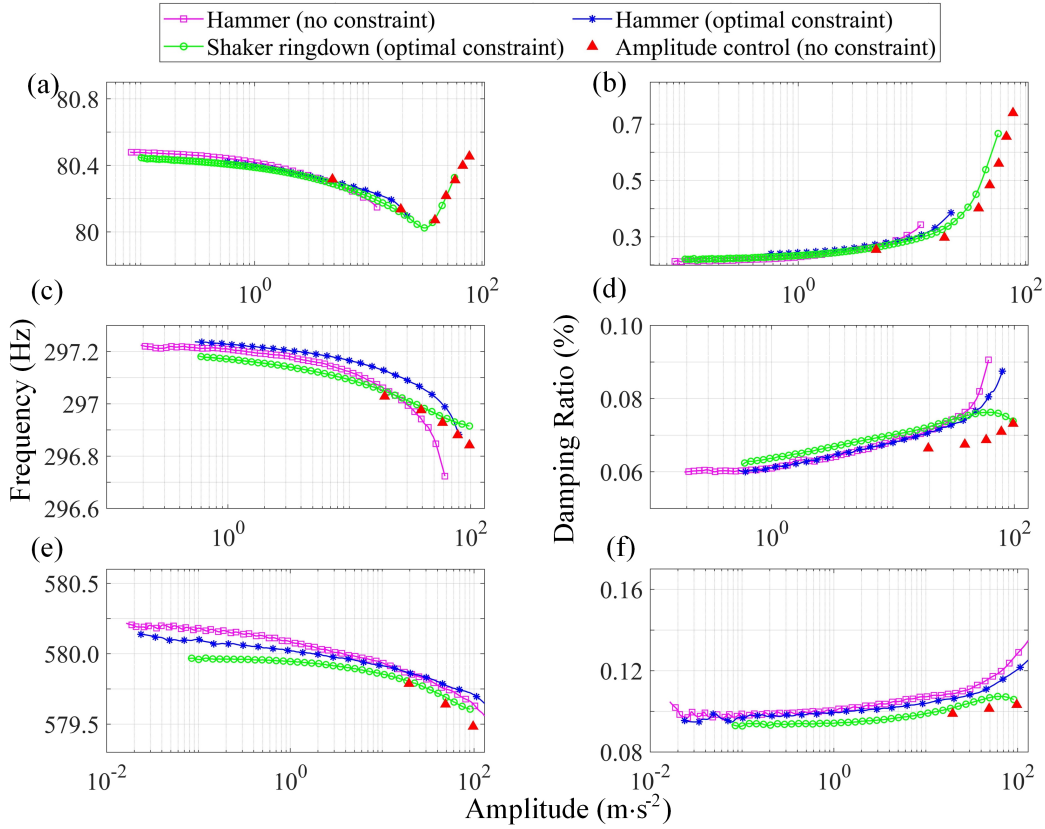 Hammer (no constraint) Hammer (optimal constraint)
Shaker ringdown (optimal constraint) Amplitude control (no constraint)
(a) (b)
80.8
80.4
80
0.7
0.5
0.3
10^0 10^2 10^0 10^2
(c) (d)
297.2
297
296.8
296.6
0.10
0.08
0.06
10^0 10^2 10^0 10^2
(e) (f)
580.5
580.0
579.5
0.16
0.12
0.08
10^-2 10^0 10^2 10^-2 10^0 10^2
Frequency (Hz)
Damping Ratio (%)
Amplitude (m·s^-2)